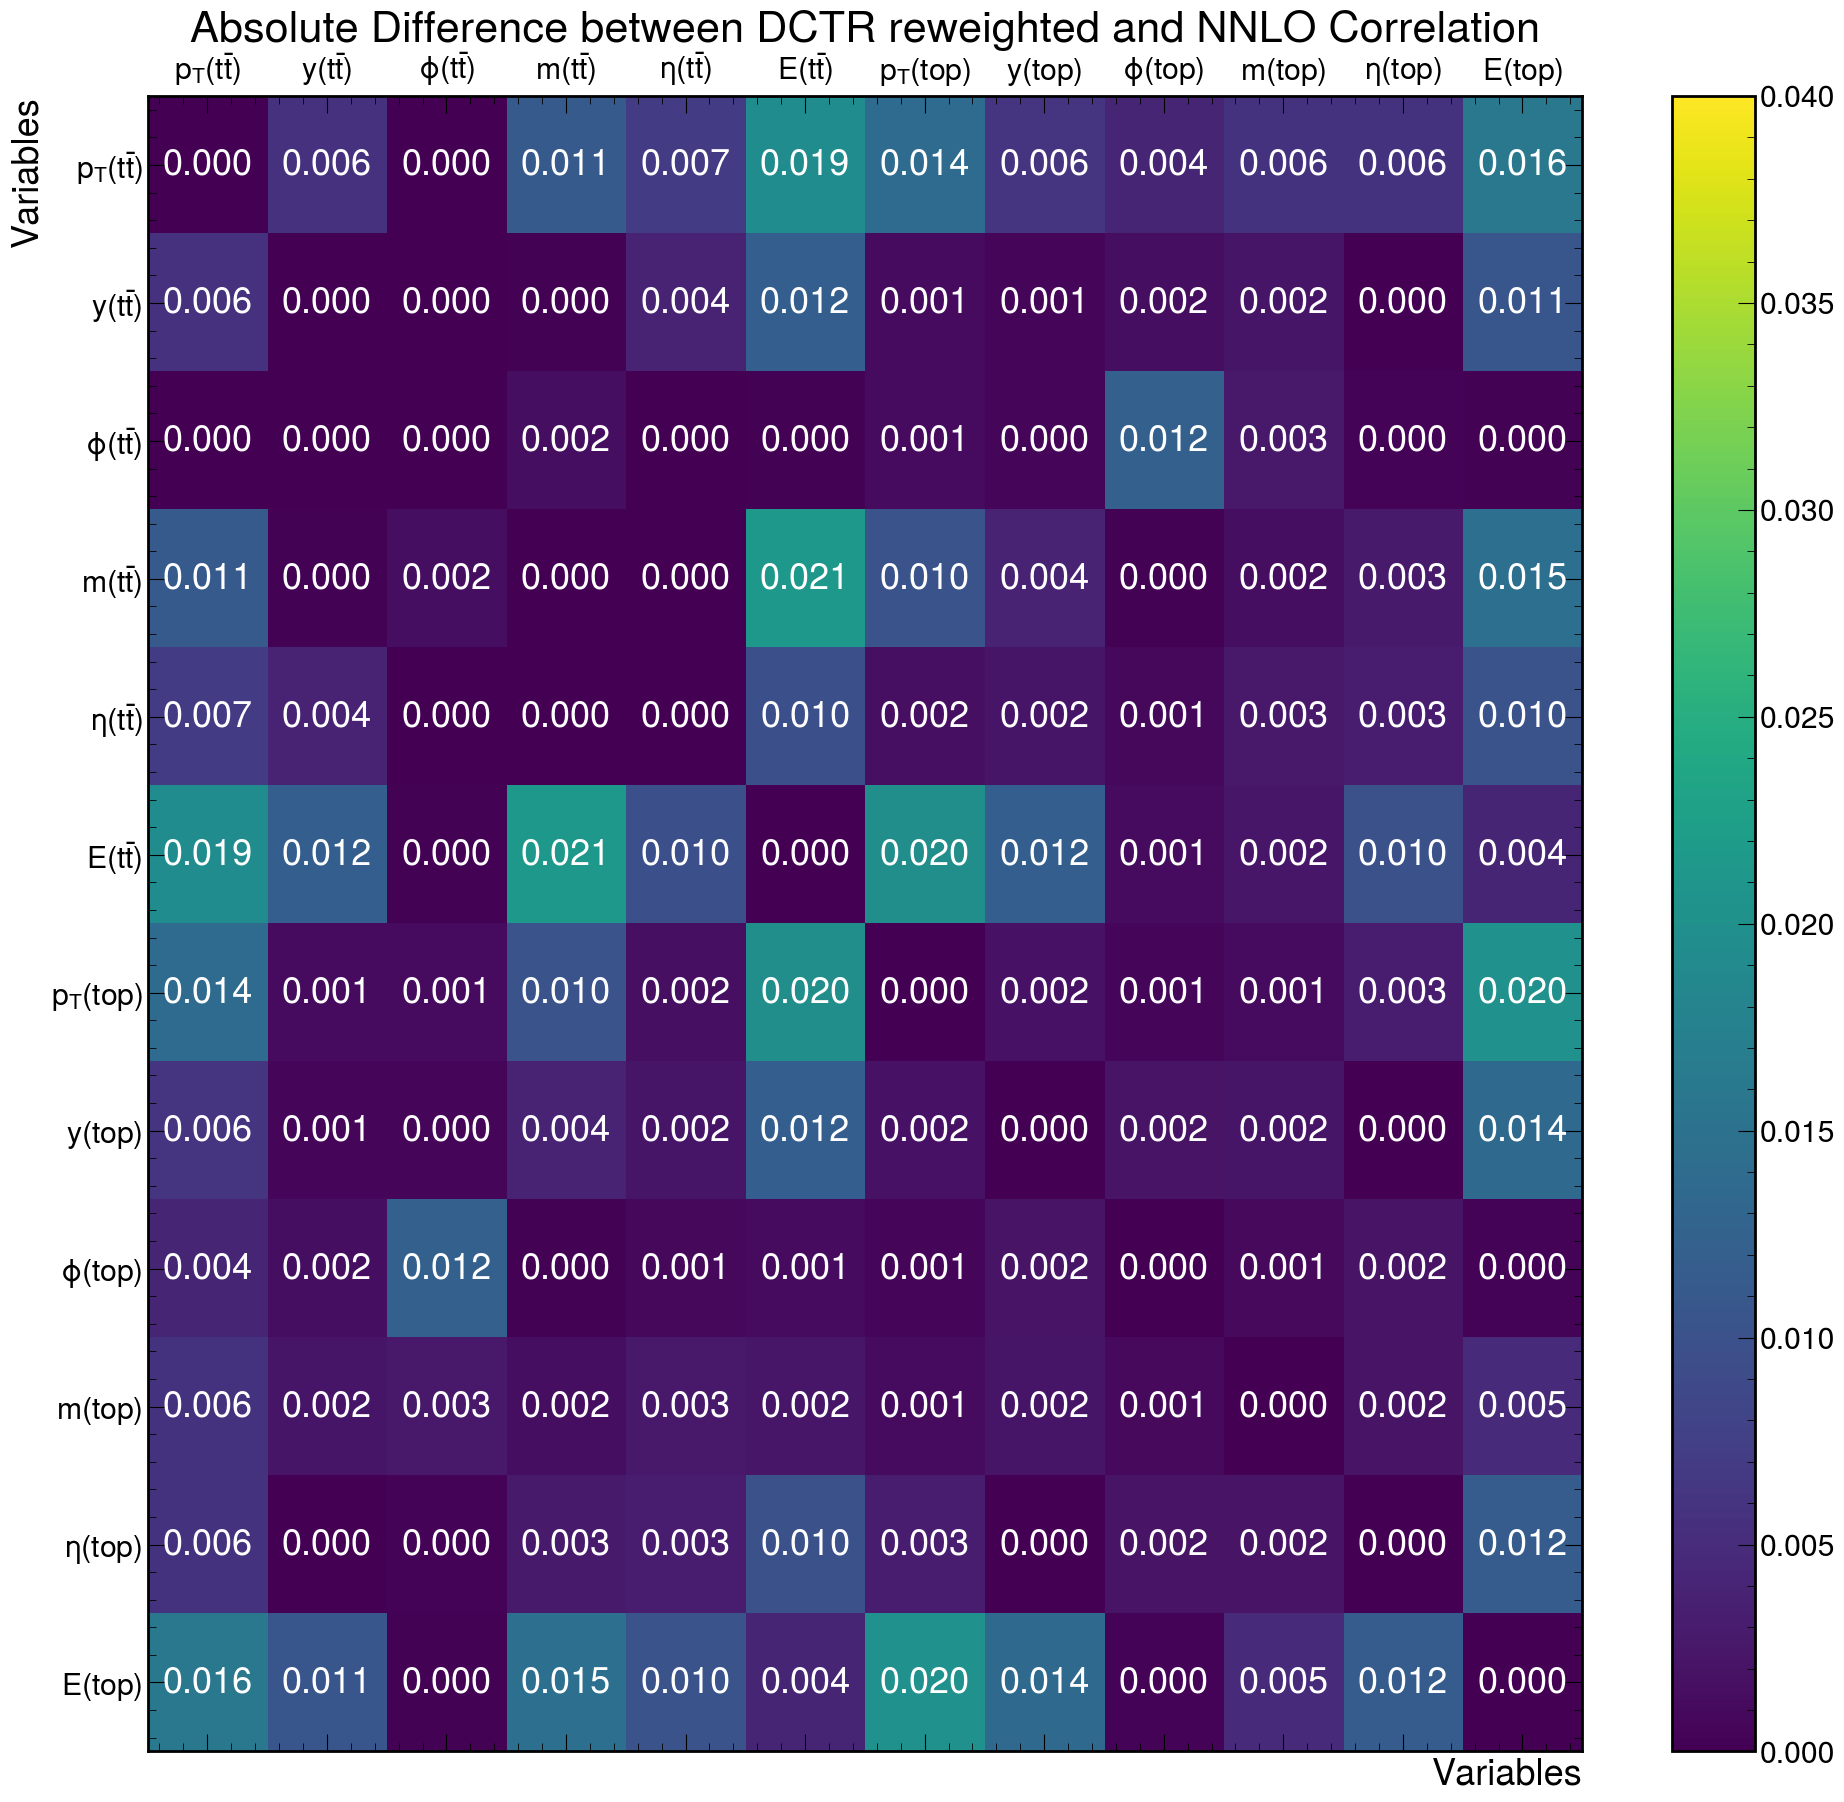 Absolute Difference between DCTR reweighted and NNLO Correlation
pT(tt̄) y(tt̄) ϕ(tt̄) m(tt̄) η(tt̄) E(tt̄) pT(top) y(top) ϕ(top) m(top) η(top) E(top)
Variables
pT(tt̄) 0.000 0.006 0.000 0.011 0.007 0.019 0.014 0.006 0.004 0.006 0.006 0.016
y(tt̄) 0.006 0.000 0.000 0.000 0.004 0.012 0.001 0.001 0.002 0.002 0.000 0.011
ϕ(tt̄) 0.000 0.000 0.000 0.002 0.000 0.000 0.001 0.000 0.012 0.003 0.000 0.000
m(tt̄) 0.011 0.000 0.002 0.000 0.000 0.021 0.010 0.004 0.000 0.002 0.003 0.015
η(tt̄) 0.007 0.004 0.000 0.000 0.000 0.010 0.002 0.002 0.001 0.003 0.003 0.010
E(tt̄) 0.019 0.012 0.000 0.021 0.010 0.000 0.020 0.012 0.001 0.002 0.010 0.004
pT(top) 0.014 0.001 0.001 0.010 0.002 0.020 0.000 0.002 0.001 0.001 0.003 0.020
y(top) 0.006 0.001 0.000 0.004 0.002 0.012 0.002 0.000 0.002 0.002 0.000 0.014
ϕ(top) 0.004 0.002 0.012 0.000 0.001 0.001 0.001 0.002 0.000 0.001 0.002 0.000
m(top) 0.006 0.002 0.003 0.002 0.003 0.002 0.001 0.002 0.001 0.000 0.002 0.005
η(top) 0.006 0.000 0.000 0.003 0.003 0.010 0.003 0.000 0.002 0.002 0.000 0.012
E(top) 0.016 0.011 0.000 0.015 0.010 0.004 0.020 0.014 0.000 0.005 0.012 0.000
Variables
0.040
0.035
0.030
0.025
0.020
0.015
0.010
0.005
0.000